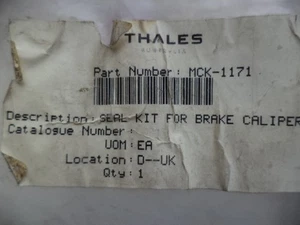 THALES
Part Number: MCK-1171
Description: SEAL KIT FOR BRAKE CALIPER
Catalogue Number:
UOM: EA
Location: D--UK
Qty: 1